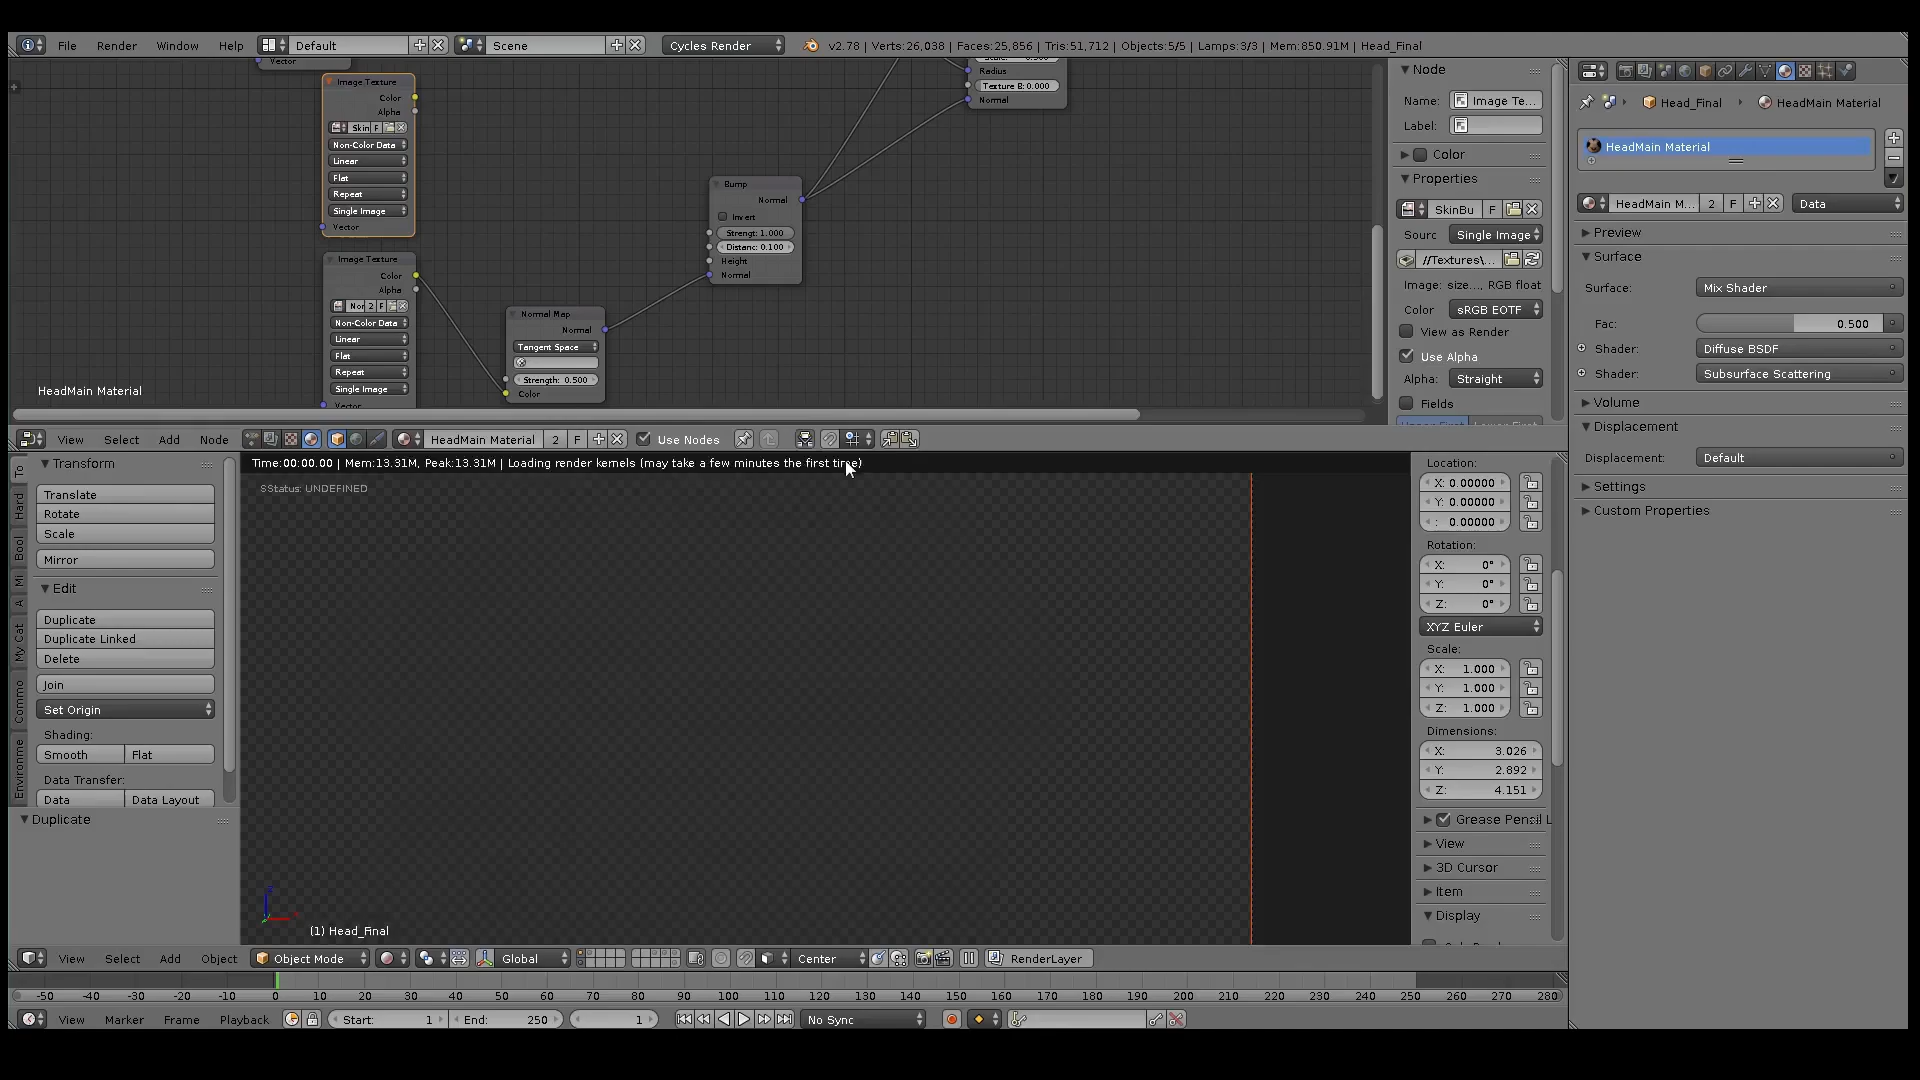 File Render Window Help Default Scene Cycles Render v2.78 | Verts:26,038 | Faces:25,856 | Tris:51,712 | Objects:5/5 | Lamps:3/3 | Mem:850.91M | Head_Final
Vector
Image Texture
Color
Alpha
Skin F
Non-Color Data
Linear
Flat
Repeat
Single Image
Vector
Image Texture
Color
Alpha
Nor 2 F
Non-Color Data
Linear
Flat
Repeat
Single Image
Vector
Normal Map
Normal
Tangent Space
Strength: 0.500
Color
Bump
Normal
Invert
Strengt: 1.000
Distanc: 0.100
Height
Normal
Radius
Texture B: 0.000
Normal
HeadMain Material
Node
Name: Image Te...
Label:
Color
Properties
SkinBu F
Sourc Single Image
//Textures\...
Image: size..., RGB float
Color sRGB EOTF
View as Render
Use Alpha
Alpha: Straight
Fields
Head_Final HeadMain Material
HeadMain Material
HeadMain M... 2 F Data
Preview
Surface
Surface: Mix Shader
Fac: 0.500
Shader: Diffuse BSDF
Shader: Subsurface Scattering
Volume
Displacement
Displacement: Default
Settings
Custom Properties
View Select Add Node HeadMain Material 2 F Use Nodes
To
Hard
Bool
Mi
A
My Cat
Commo
Environme
Transform
Translate
Rotate
Scale
Mirror
Edit
Duplicate
Duplicate Linked
Delete
Join
Set Origin
Shading:
Smooth Flat
Data Transfer:
Data Data Layout
Duplicate
Time:00:00.00 | Mem:13.31M, Peak:13.31M | Loading render kernels (may take a few minutes the first time)
SStatus: UNDEFINED
(1) Head_Final
Location:
X: 0.00000
Y: 0.00000
: 0.00000
Rotation:
X: 0°
Y: 0°
Z: 0°
XYZ Euler
Scale:
X: 1.000
Y: 1.000
Z: 1.000
Dimensions:
X: 3.026
Y: 2.892
Z: 4.151
Grease Pencil L
View
3D Cursor
Item
Display
View Select Add Object Object Mode Global Center RenderLayer
-50 -40 -30 -20 -10 0 10 20 30 40 50 60 70 80 90 100 110 120 130 140 150 160 170 180 190 200 210 220 230 240 250 260 270 280
View Marker Frame Playback Start: 1 End: 250 1 No Sync